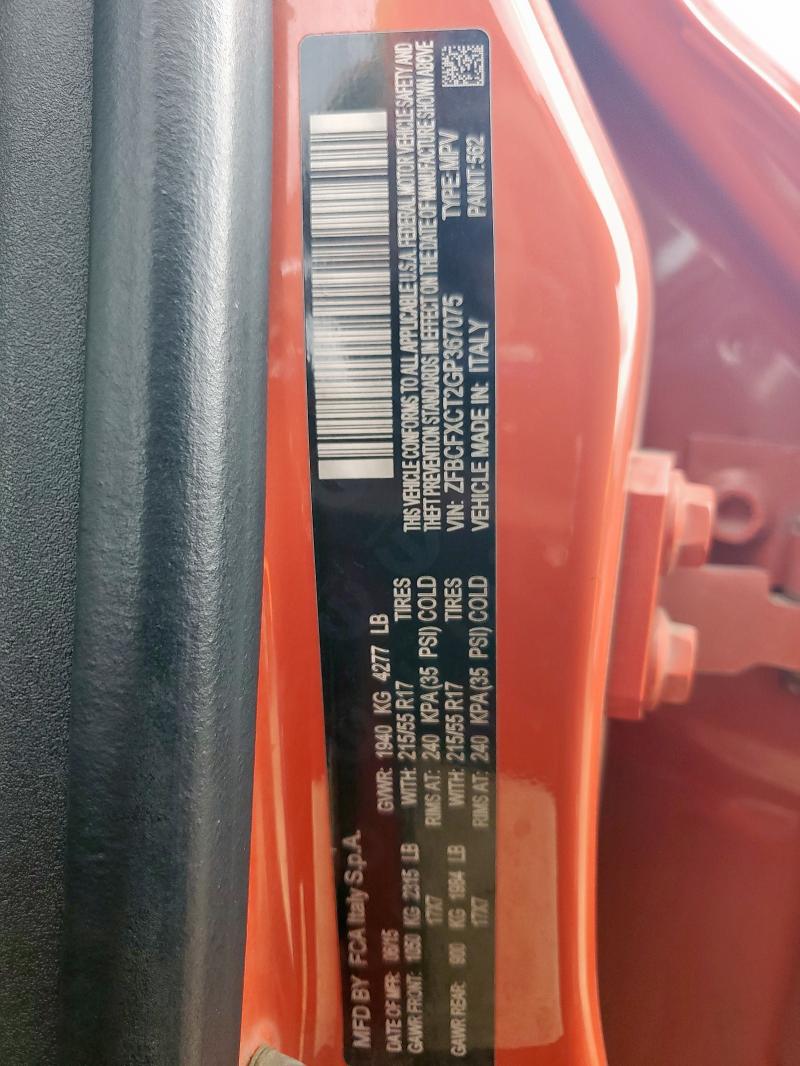 MFD BY FCA Italy S.p.A.
DATE OF MFR: 06/15 GVWR: 1940 KG 4277 LB
GAWR FRONT: 1050 KG 2315 LB WITH: 215/55 R17 TIRES
17X7 RIMS AT: 240 KPA (35 PSI) COLD
GAWR REAR: 900 KG 1984 LB WITH: 215/55 R17 TIRES
17X7 RIMS AT: 240 KPA (35 PSI) COLD
THIS VEHICLE CONFORMS TO ALL APPLICABLE U.S.A. FEDERAL MOTOR VEHICLE SAFETY AND
THEFT PREVENTION STANDARDS IN EFFECT ON THE DATE OF MANUFACTURE SHOWN ABOVE
VIN: ZFBCFXCT2GP367075 TYPE: MPV
VEHICLE MADE IN: ITALY PAINT: 562